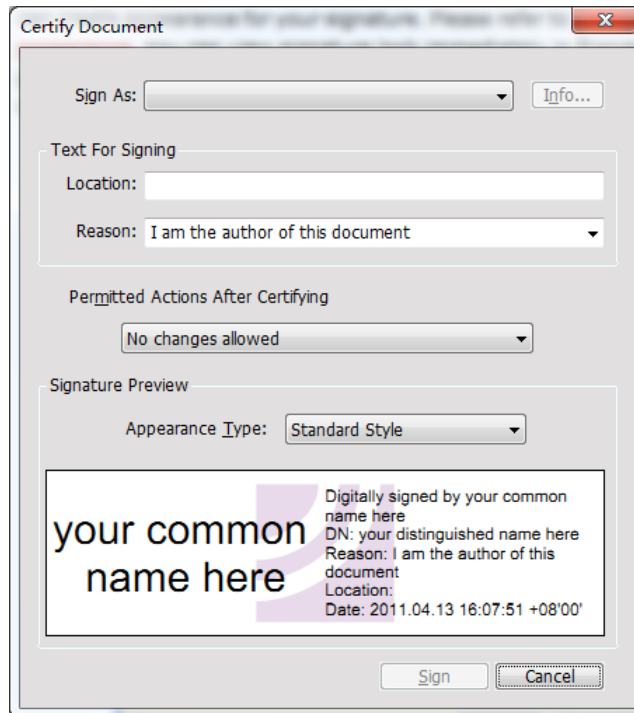 Certify Document
Sign As:
Info...
Text For Signing
Location:
Reason: I am the author of this document
Permitted Actions After Certifying
No changes allowed
Signature Preview
Appearance Type: Standard Style
your common
name here
Digitally signed by your common
name here
DN: your distinguished name here
Reason: I am the author of this
document
Location:
Date: 2011.04.13 16:07:51 +08'00'
Sign
Cancel